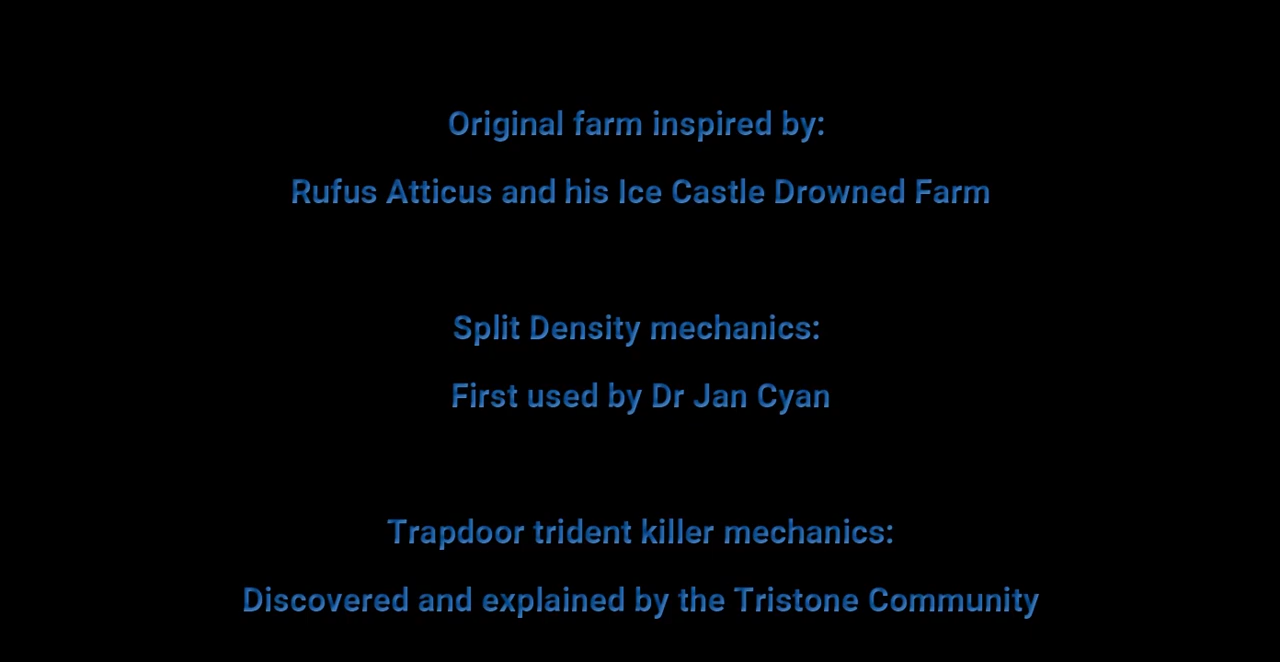 Original farm inspired by:
Rufus Atticus and his Ice Castle Drowned Farm
Split Density mechanics:
First used by Dr Jan Cyan
Trapdoor trident killer mechanics:
Discovered and explained by the Tristone Community